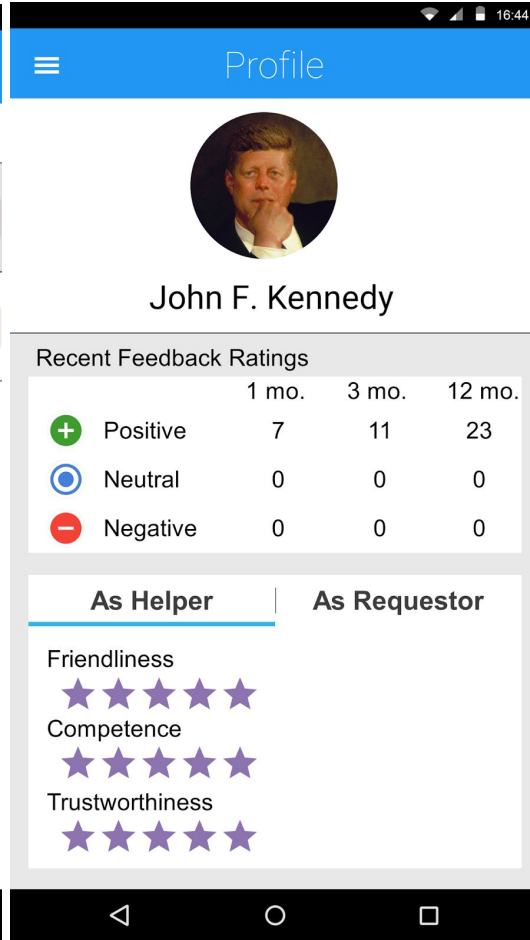 16:44
Profile
John F. Kennedy
Recent Feedback Ratings
1 mo. 3 mo. 12 mo.
Positive 7 11 23
Neutral 0 0 0
Negative 0 0 0
As Helper As Requestor
Friendliness
Competence
Trustworthiness